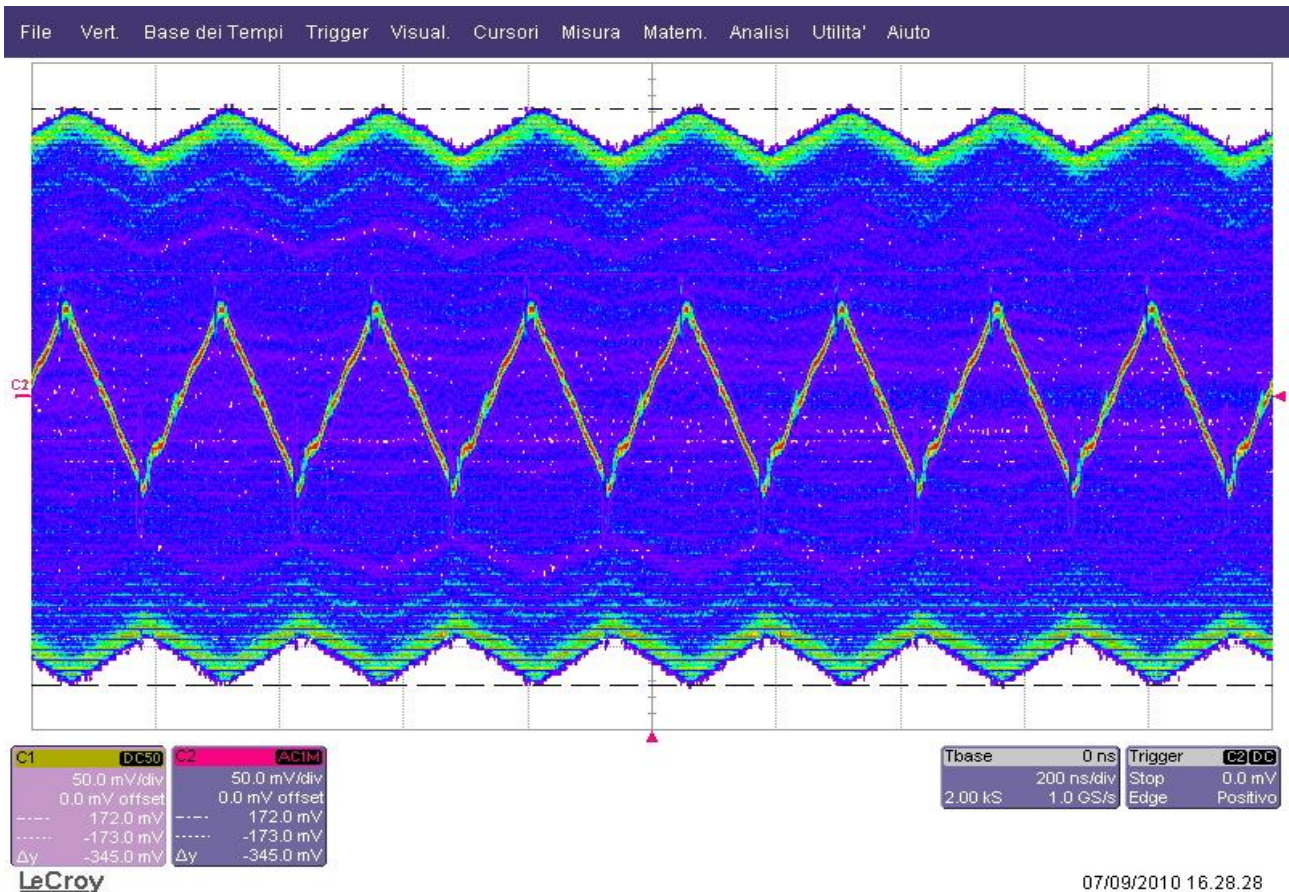 File Vert. Base dei Tempi Trigger Visual. Cursori Misura Matem. Analisi Utilita' Aiuto
C2
C1 DC50
50.0 mV/div
0.0 mV offset
172.0 mV
-173.0 mV
Δy -345.0 mV
C2 AC1M
50.0 mV/div
0.0 mV offset
172.0 mV
-173.0 mV
Δy -345.0 mV
Tbase 0 ns
200 ns/div
2.00 kS 1.0 GS/s
Trigger C2 DC
Stop 0.0 mV
Edge Positivo
LeCroy
07/09/2010 16.28.28